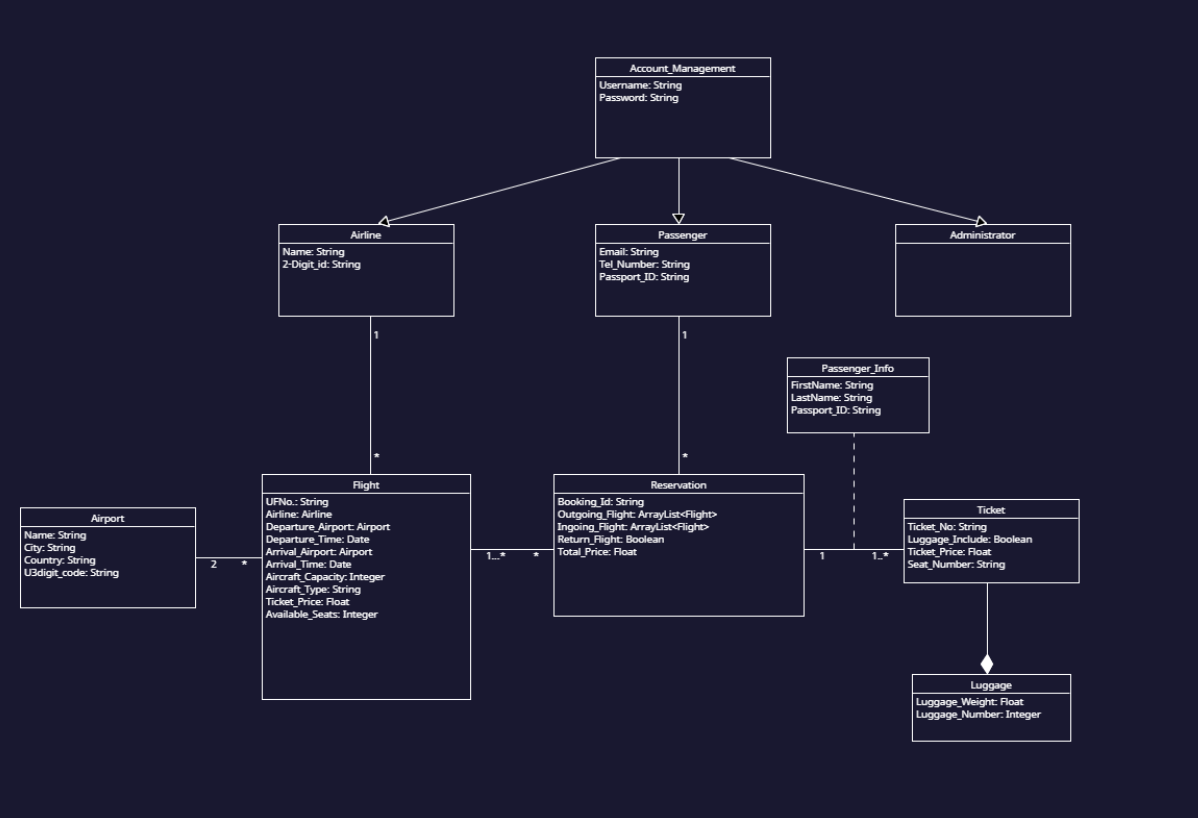 Account_Management
Username: String
Password: String
Airline
Name: String
2-Digit_id: String
Passenger
Email: String
Tel_Number: String
Passport_ID: String
Administrator
1
1
Passenger_Info
FirstName: String
LastName: String
Passport_ID: String
*
*
Airport
Name: String
City: String
Country: String
U3digit_code: String
2
*
Flight
UFNo.: String
Airline: Airline
Departure_Airport: Airport
Departure_Time: Date
Arrival_Airport: Airport
Arrival_Time: Date
Aircraft_Capacity: Integer
Aircraft_Type: String
Ticket_Price: Float
Available_Seats: Integer
1...*
*
Reservation
Booking_Id: String
Outgoing_Flight: ArrayList<Flight>
Ingoing_Flight: ArrayList<Flight>
Return_Flight: Boolean
Total_Price: Float
1
1..*
Ticket
Ticket_No: String
Luggage_Include: Boolean
Ticket_Price: Float
Seat_Number: String
Luggage
Luggage_Weight: Float
Luggage_Number: Integer